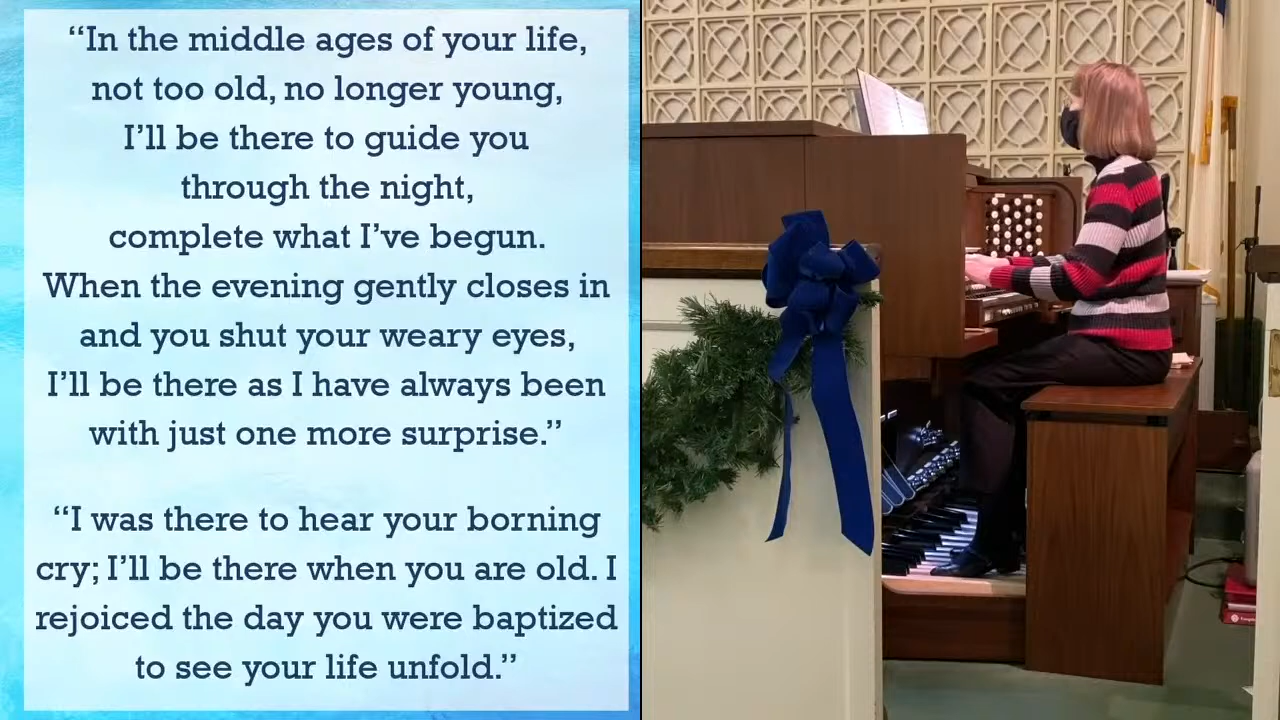 “In the middle ages of your life,
not too old, no longer young,
I’ll be there to guide you
through the night,
complete what I’ve begun.
When the evening gently closes in
and you shut your weary eyes,
I’ll be there as I have always been
with just one more surprise.”
“I was there to hear your borning
cry; I’ll be there when you are old. I
rejoiced the day you were baptized
to see your life unfold.”